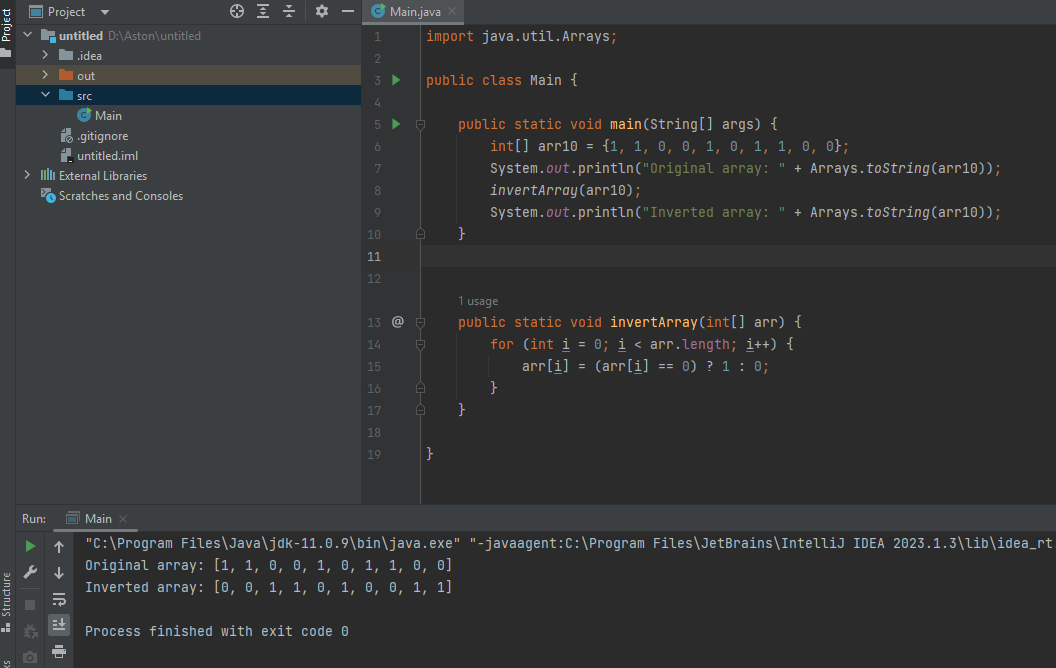 Project
Main.java
Project
untitled D:\Aston\untitled
.idea
out
src
Main
.gitignore
untitled.iml
External Libraries
Scratches and Consoles
1 import java.util.Arrays;
2
3 public class Main {
4
5 public static void main(String[] args) {
6 int[] arr10 = {1, 1, 0, 0, 1, 0, 1, 1, 0, 0};
7 System.out.println("Original array: " + Arrays.toString(arr10));
8 invertArray(arr10);
9 System.out.println("Inverted array: " + Arrays.toString(arr10));
10 }
11
12
1 usage
13 @ public static void invertArray(int[] arr) {
14 for (int i = 0; i < arr.length; i++) {
15 arr[i] = (arr[i] == 0) ? 1 : 0;
16 }
17 }
18
19 }
Run: Main
"C:\Program Files\Java\jdk-11.0.9\bin\java.exe" "-javaagent:C:\Program Files\JetBrains\IntelliJ IDEA 2023.1.3\lib\idea_rt
Original array: [1, 1, 0, 0, 1, 0, 1, 1, 0, 0]
Inverted array: [0, 0, 1, 1, 0, 1, 0, 0, 1, 1]
Process finished with exit code 0
Structure